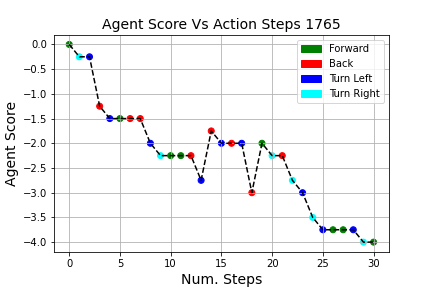 Agent Score Vs Action Steps 1765
Forward
Back
Turn Left
Turn Right
Agent Score
0.0
−0.5
−1.0
−1.5
−2.0
−2.5
−3.0
−3.5
−4.0
0 5 10 15 20 25 30
Num. Steps